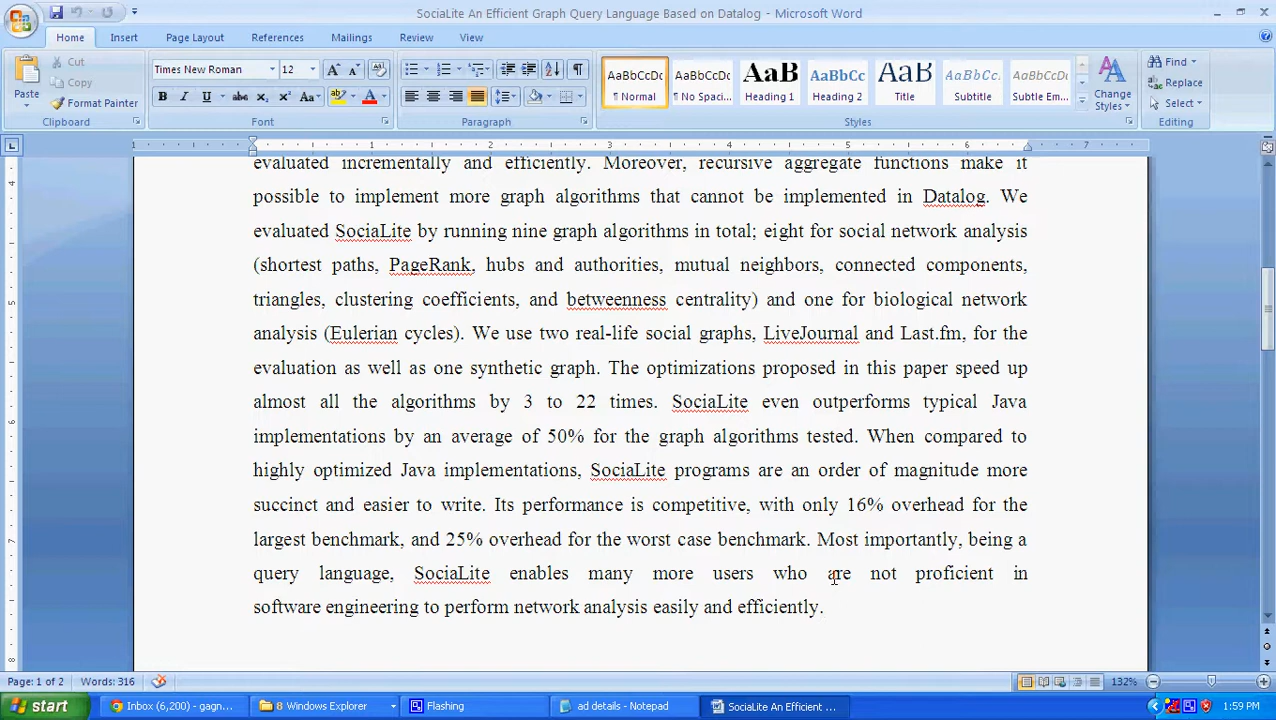 SociaLite An Efficient Graph Query Language Based on Datalog - Microsoft Word
Home Insert Page Layout References Mailings Review View
Paste
Cut
Copy
Format Painter
Clipboard
Times New Roman 12
Font
Paragraph
AaBbCcDc AaBbCcDc AaB AaBbCc AaB AaBbCc AaBbCcDc
¶ Normal ¶ No Spaci... Heading 1 Heading 2 Title Subtitle Subtle Em...
Change Styles
Styles
Find
Replace
Select
Editing
1 1 2 3 4 5 6 7
evaluated incrementally and efficiently. Moreover, recursive aggregate functions make it
possible to implement more graph algorithms that cannot be implemented in Datalog. We
evaluated SociaLite by running nine graph algorithms in total; eight for social network analysis
(shortest paths, PageRank, hubs and authorities, mutual neighbors, connected components,
triangles, clustering coefficients, and betweenness centrality) and one for biological network
analysis (Eulerian cycles). We use two real-life social graphs, LiveJournal and Last.fm, for the
evaluation as well as one synthetic graph. The optimizations proposed in this paper speed up
almost all the algorithms by 3 to 22 times. SociaLite even outperforms typical Java
implementations by an average of 50% for the graph algorithms tested. When compared to
highly optimized Java implementations, SociaLite programs are an order of magnitude more
succinct and easier to write. Its performance is competitive, with only 16% overhead for the
largest benchmark, and 25% overhead for the worst case benchmark. Most importantly, being a
query language, SociaLite enables many more users who are not proficient in
software engineering to perform network analysis easily and efficiently.
Page: 1 of 2 Words: 316 132%
start Inbox (6,200) - gagn... 8 Windows Explorer Flashing ad details - Notepad SociaLite An Efficient ... 1:59 PM